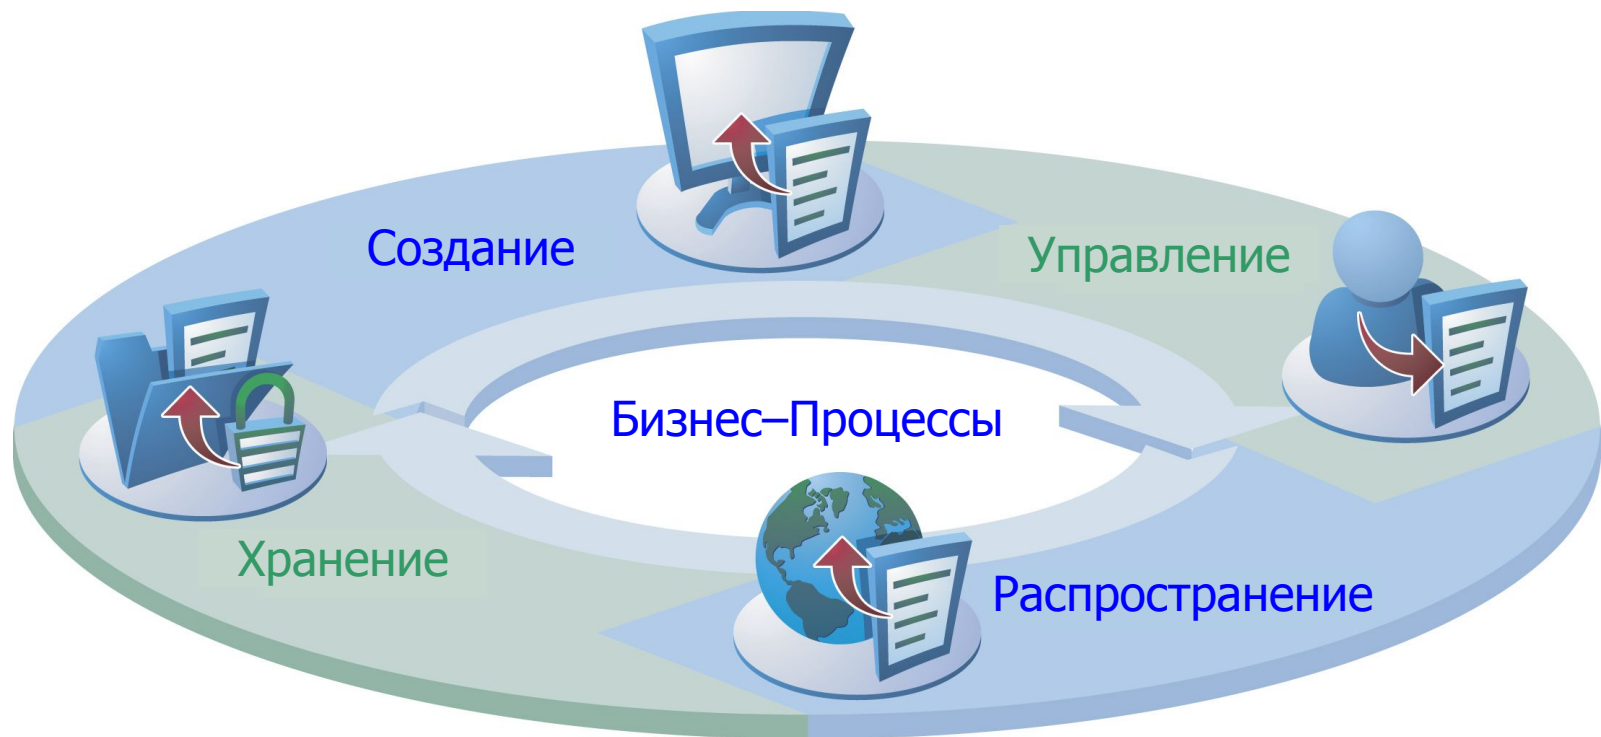 Создание
Управление
Бизнес–Процессы
Хранение
Распространение